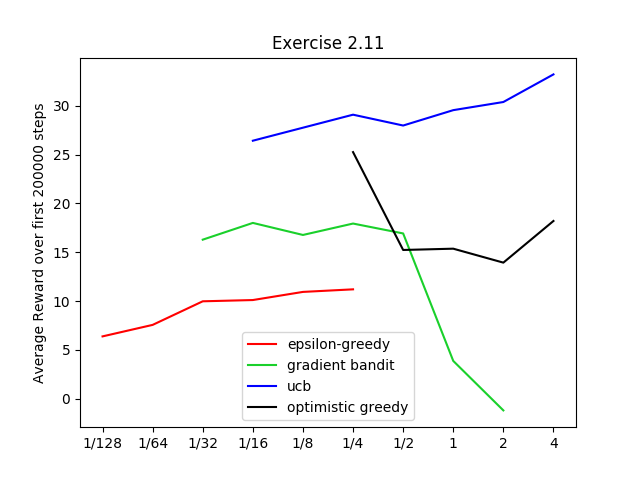 Exercise 2.11
Average Reward over first 200000 steps
30
25
20
15
10
5
0
epsilon-greedy
gradient bandit
ucb
optimistic greedy
1/128 1/64 1/32 1/16 1/8 1/4 1/2 1 2 4